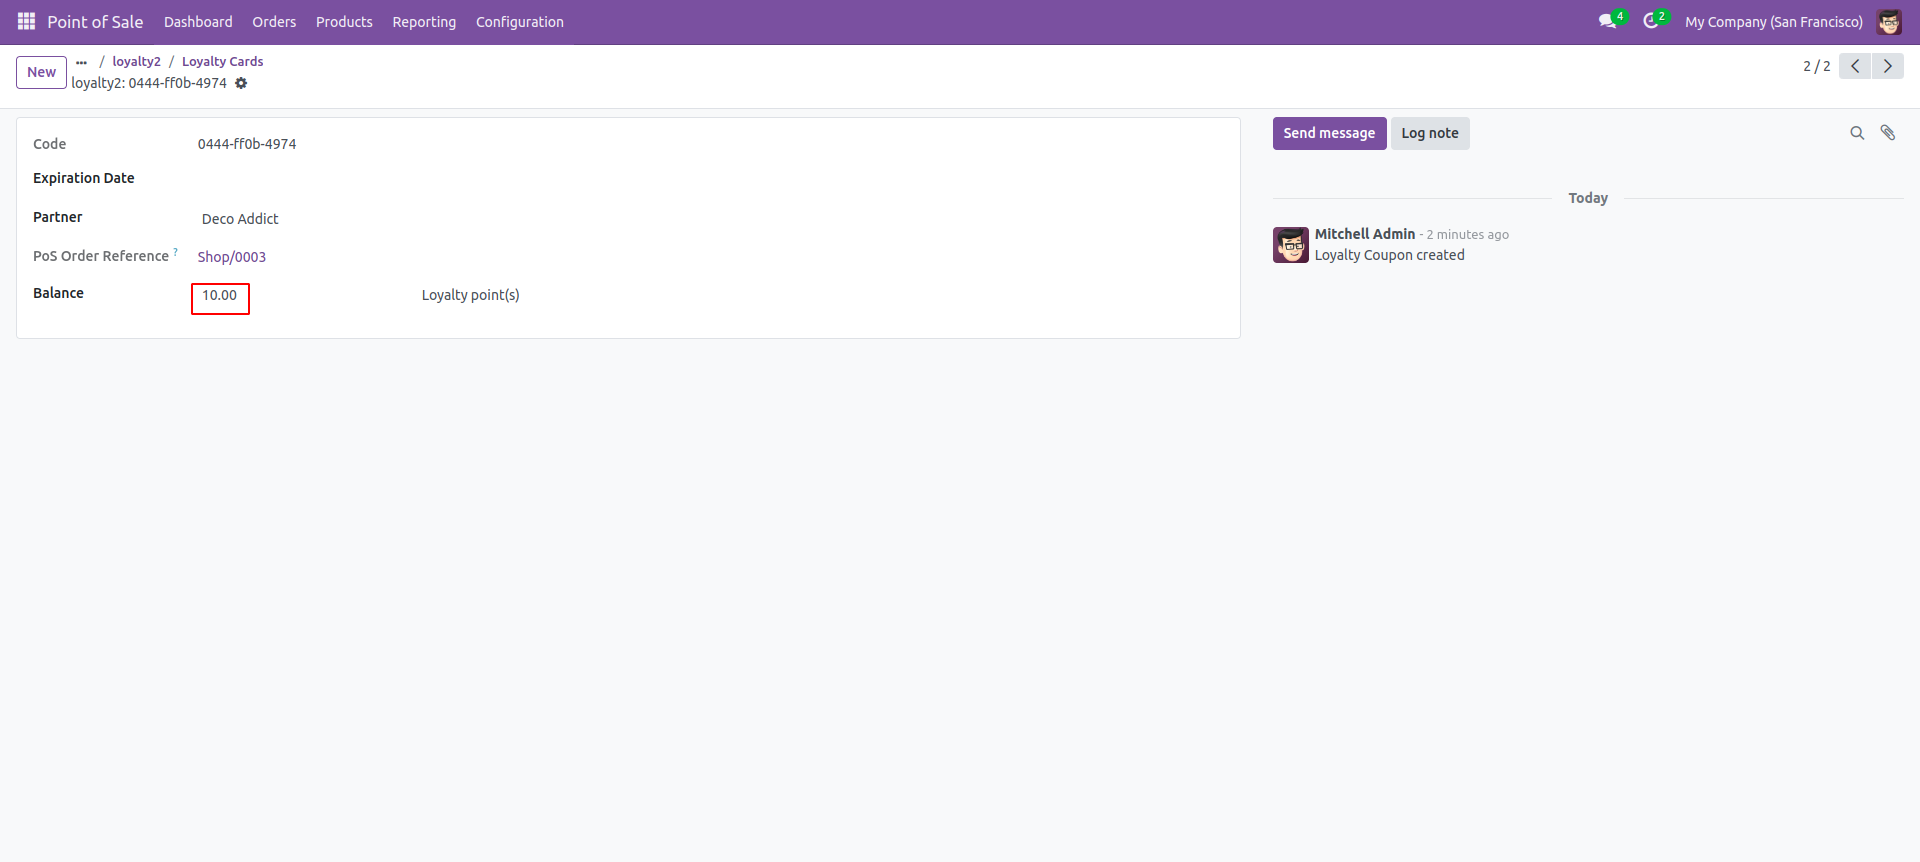 Point of Sale Dashboard Orders Products Reporting Configuration 4 2 My Company (San Francisco)
New ... / loyalty2 / Loyalty Cards
loyalty2: 0444-ff0b-4974
2 / 2
Code 0444-ff0b-4974
Expiration Date
Partner Deco Addict
PoS Order Reference ? Shop/0003
Balance 10.00 Loyalty point(s)
Send message Log note
Today
Mitchell Admin - 2 minutes ago
Loyalty Coupon created